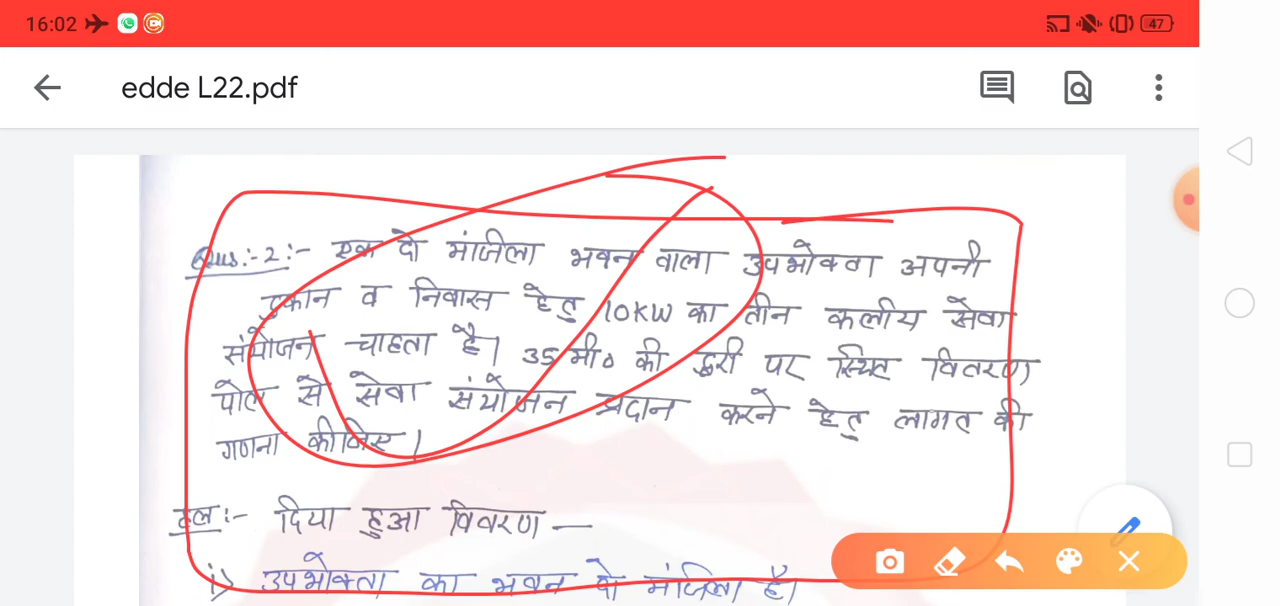 16:02
47
edde L22.pdf
Ques:-2:- एक दो मंजिला भवन वाला उपभोक्ता अपनी
दुकान व निवास हेतु 10KW का तीन कलीय सेवा
संयोजन चाहता है। 35 मी० की दूरी पर स्थित वितरण
पोल से सेवा संयोजन प्रदान करने हेतु लागत की
गणना कीजिए।
हल:- दिया हुआ विवरण —
i) उपभोक्ता का भवन दो मंजिला है।